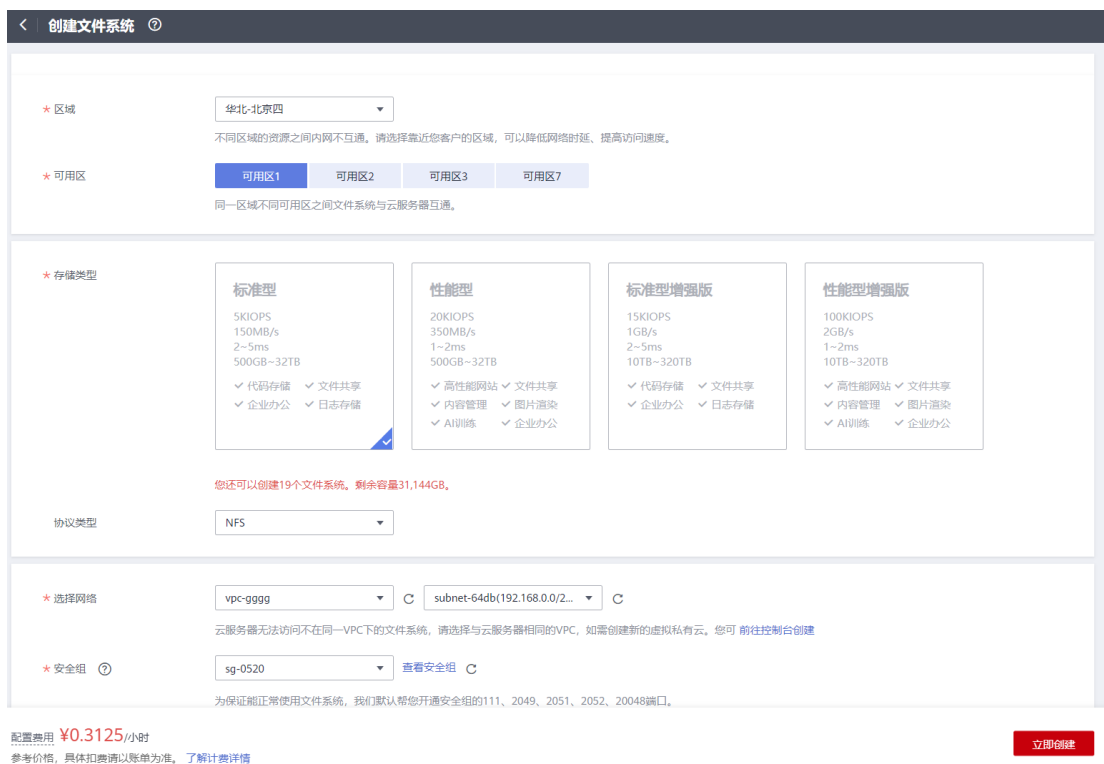 创建文件系统
区域
华北-北京四
不同区域的资源之间内网不互通。请选择靠近您客户的区域，可以降低网络时延、提高访问速度。
可用区
可用区1 可用区2 可用区3 可用区7
同一区域不同可用区之间文件系统与云服务器互通。
存储类型
标准型
5KIOPS
150MB/s
2~5ms
500GB~32TB
代码存储 文件共享
企业办公 日志存储
性能型
20KIOPS
350MB/s
1~2ms
500GB~32TB
高性能网站 文件共享
内容管理 图片渲染
AI训练 企业办公
标准型增强版
15KIOPS
1GB/s
2~5ms
10TB~320TB
代码存储 文件共享
企业办公 日志存储
性能型增强版
100KIOPS
2GB/s
1~2ms
10TB~320TB
高性能网站 文件共享
内容管理 图片渲染
AI训练 企业办公
您还可以创建19个文件系统。剩余容量31,144GB。
协议类型
NFS
选择网络
vpc-gggg subnet-64db(192.168.0.0/2...
云服务器无法访问不在同一VPC下的文件系统，请选择与云服务器相同的VPC，如需创建新的虚拟私有云。您可 前往控制台创建
安全组
sg-0520 查看安全组
为保证能正常使用文件系统，我们默认帮您开通安全组的111、2049、2051、2052、20048端口。
配置费用 ¥0.3125/小时
参考价格，具体扣费请以账单为准。 了解计费详情
立即创建